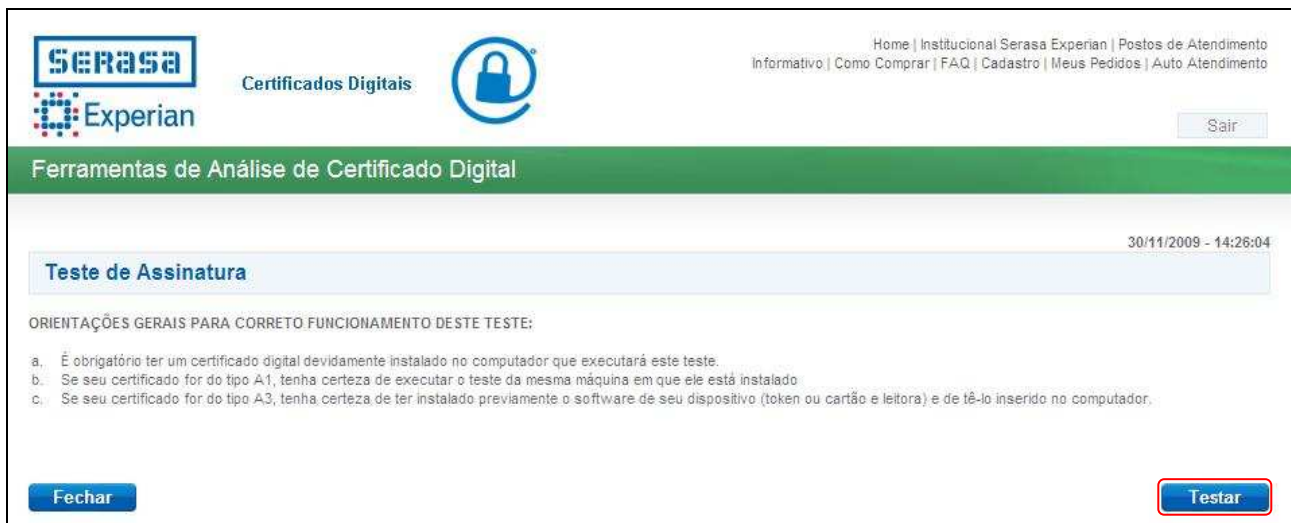 Serasa
Experian
Certificados Digitais
Home | Institucional Serasa Experian | Postos de Atendimento
Informativo | Como Comprar | FAQ | Cadastro | Meus Pedidos | Auto Atendimento
Sair
Ferramentas de Análise de Certificado Digital
30/11/2009 - 14:26:04
Teste de Assinatura
ORIENTAÇÕES GERAIS PARA CORRETO FUNCIONAMENTO DESTE TESTE:
a. É obrigatório ter um certificado digital devidamente instalado no computador que executará este teste.
b. Se seu certificado for do tipo A1, tenha certeza de executar o teste da mesma máquina em que ele está instalado
c. Se seu certificado for do tipo A3, tenha certeza de ter instalado previamente o software de seu dispositivo (token ou cartão e leitora) e de tê-lo inserido no computador.
Fechar
Testar